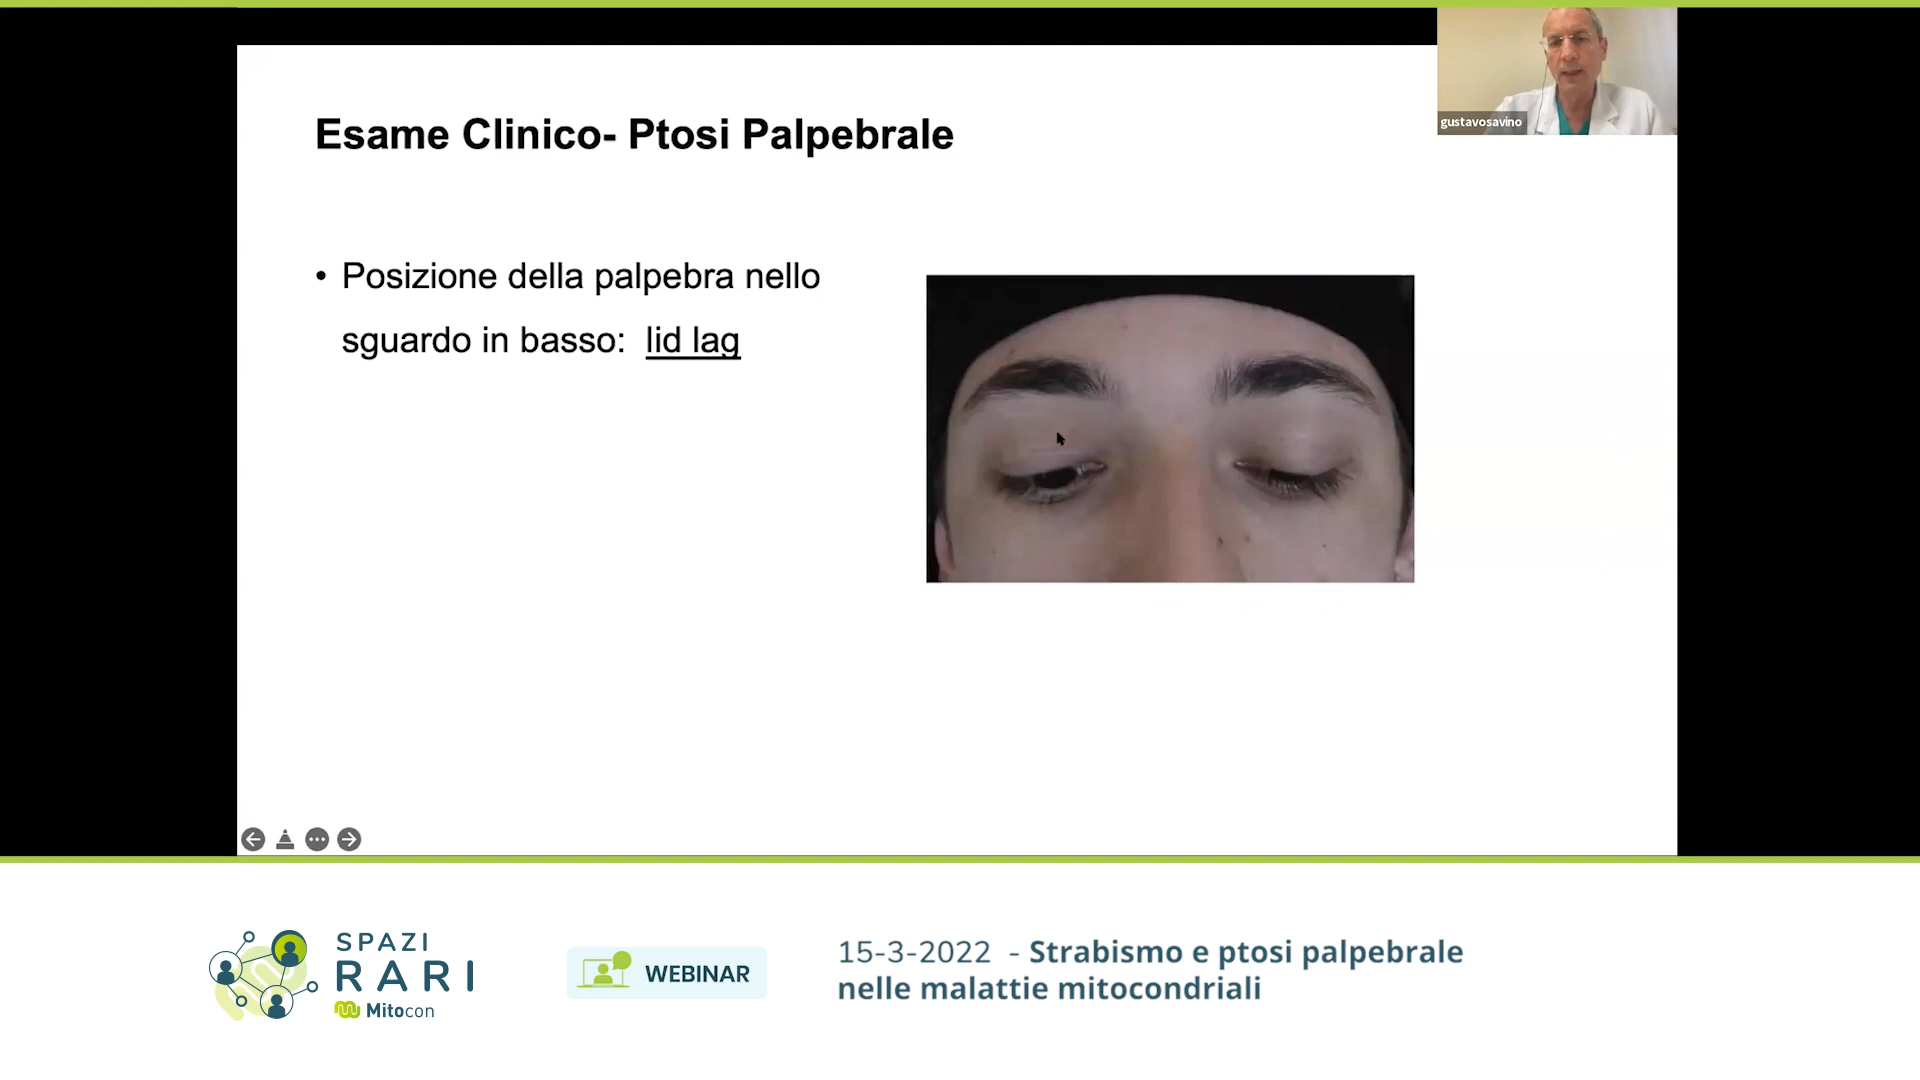 gustavosavino
Esame Clinico- Ptosi Palpebrale
• Posizione della palpebra nello
sguardo in basso: lid lag
SPAZI
RARI
Mitocon
WEBINAR
15-3-2022 - Strabismo e ptosi palpebrale
nelle malattie mitocondriali